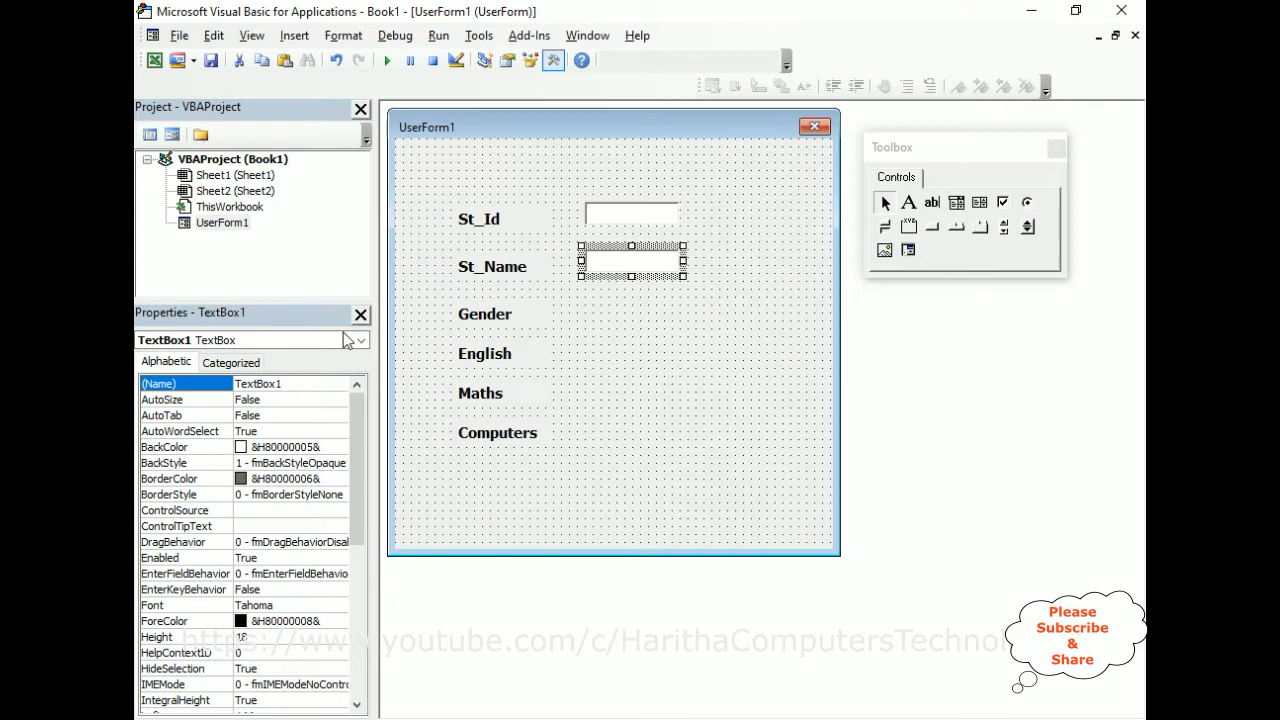 Microsoft Visual Basic for Applications - Book1 - [UserForm1 (UserForm)]
File Edit View Insert Format Debug Run Tools Add-Ins Window Help
Project - VBAProject
VBAProject (Book1)
Sheet1 (Sheet1)
Sheet2 (Sheet2)
ThisWorkbook
UserForm1
Properties - TextBox1
TextBox1 TextBox
Alphabetic Categorized
(Name) TextBox1
AutoSize False
AutoTab False
AutoWordSelect True
BackColor &H80000005&
BackStyle 1 - fmBackStyleOpaque
BorderColor &H80000006&
BorderStyle 0 - fmBorderStyleNone
ControlSource
ControlTipText
DragBehavior 0 - fmDragBehaviorDisal
Enabled True
EnterFieldBehavior 0 - fmEnterFieldBehavio
EnterKeyBehavior False
Font Tahoma
ForeColor &H80000008&
Height 18
HelpContextID 0
HideSelection True
IMEMode 0 - fmIMEModeNoContro
IntegralHeight True
UserForm1
St_Id
St_Name
Gender
English
Maths
Computers
Toolbox
Controls
A ab|
https://www.youtube.com/c/HarithaComputersTechno
Please
Subscribe
&
Share